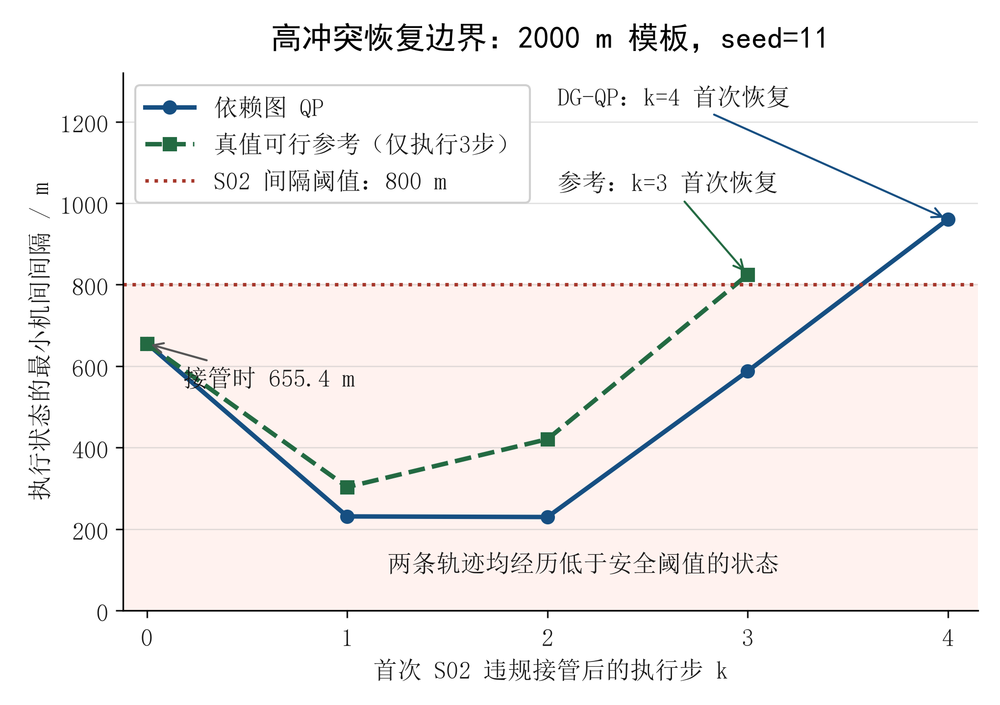 高冲突恢复边界：2000 m 模板，seed=11
依赖图 QP
真值可行参考（仅执行3步）
S02 间隔阈值：800 m
DG-QP：k=4 首次恢复
参考：k=3 首次恢复
接管时 655.4 m
两条轨迹均经历低于安全阈值的状态
执行状态的最小机间间隔 / m
1200
1000
800
600
400
200
0
0 1 2 3 4
首次 S02 违规接管后的执行步 k